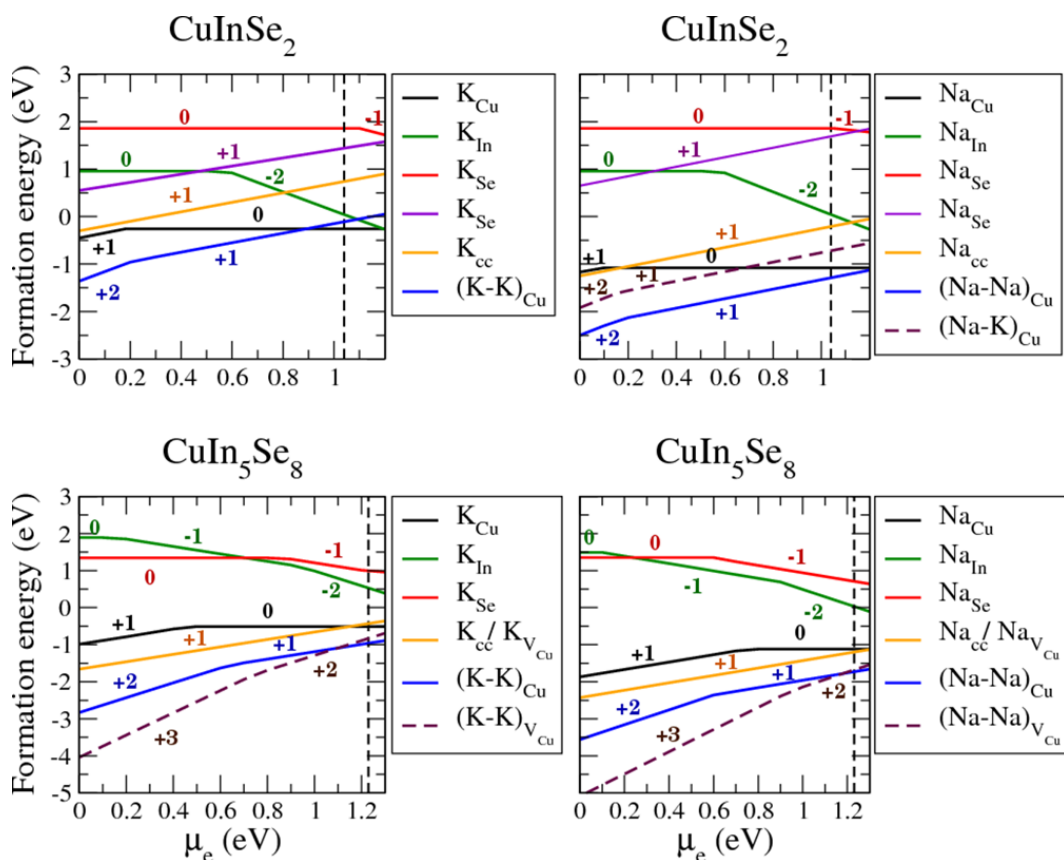 CuInSe2 CuInSe2
Formation energy (eV)
3
2
1
0
-1
-2
-3
0 0.2 0.4 0.6 0.8 1
0
-1
0
+1
-2
+1
0
+1
+1
+2
KCu
KIn
KSe
KSe
Kcc
(K-K)Cu
0 0.2 0.4 0.6 0.8 1
0
-1
0
+1
-2
+1
+1
0
+2
+1
+2
+1
NaCu
NaIn
NaSe
NaSe
Nacc
(Na-Na)Cu
(Na-K)Cu
CuIn5Se8 CuIn5Se8
Formation energy (eV)
3
2
1
0
-1
-2
-3
-4
-5
0 0.2 0.4 0.6 0.8 1 1.2
μe (eV)
0
-1
-1
0
-2
+1
0
+1
+1
+2
+2
+3
KCu
KIn
KSe
Kcc/ KVCu
(K-K)Cu
(K-K)VCu
0 0.2 0.4 0.6 0.8 1 1.2
μe (eV)
0
0
-1
-1
-2
0
+1
+1
+1
+2
+2
+3
NaCu
NaIn
NaSe
Nacc/ NaVCu
(Na-Na)Cu
(Na-Na)VCu